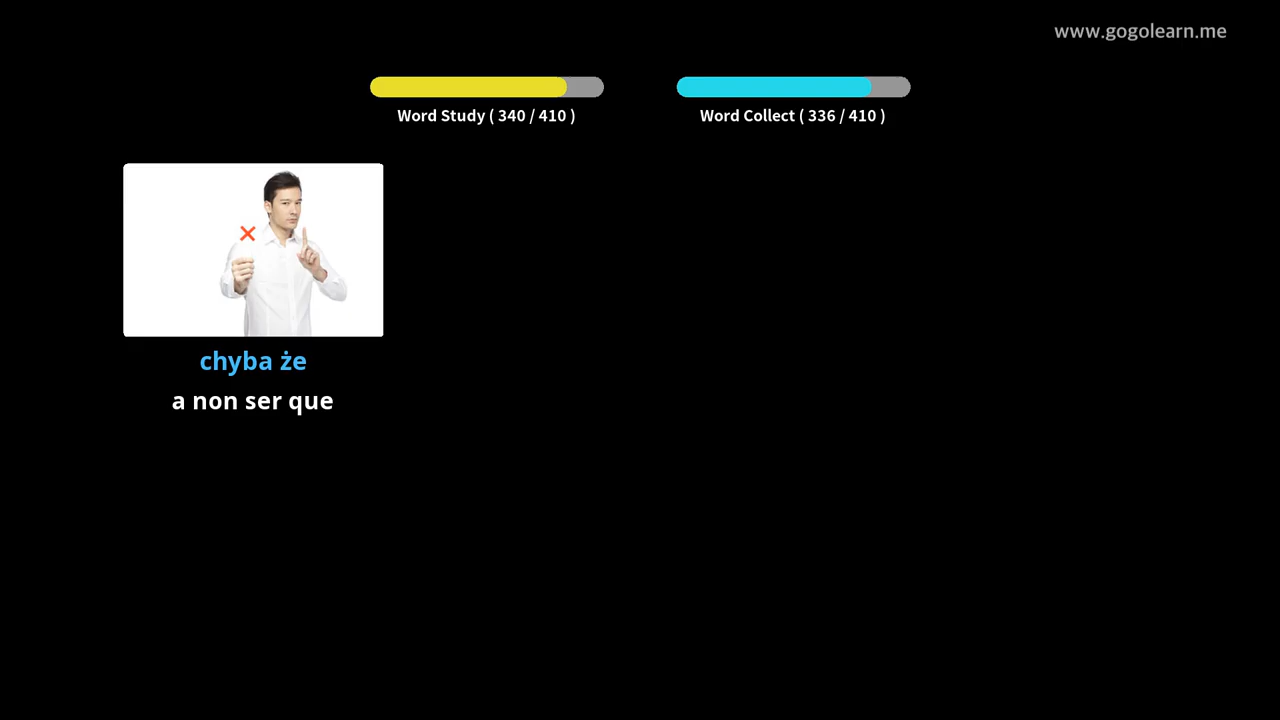 www.gogolearn.me
Word Study ( 340 / 410 )
Word Collect ( 336 / 410 )
chyba że
a non ser que